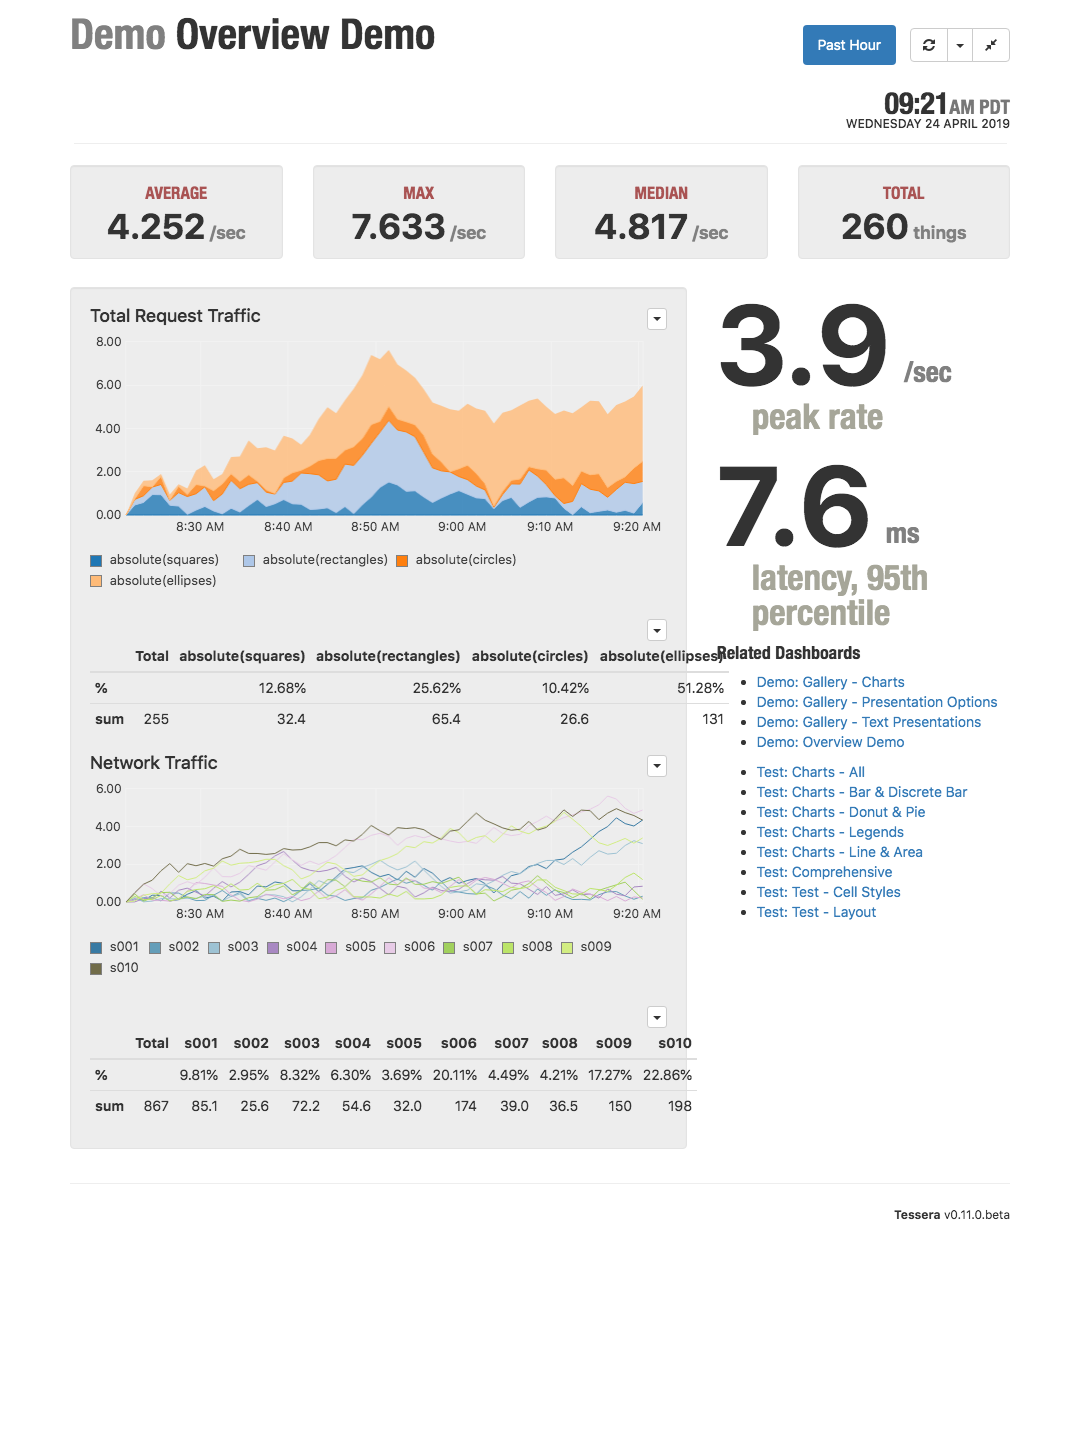 Demo Overview Demo
Past Hour
09:21 AM PDT
WEDNESDAY 24 APRIL 2019
AVERAGE
4.252 /sec
MAX
7.633 /sec
MEDIAN
4.817 /sec
TOTAL
260 things
Total Request Traffic
8.00
6.00
4.00
2.00
0.00
8:30 AM 8:40 AM 8:50 AM 9:00 AM 9:10 AM 9:20 AM
absolute(squares) absolute(rectangles) absolute(circles)
absolute(ellipses)
Total absolute(squares) absolute(rectangles) absolute(circles) absolute(ellipses)
% 12.68% 25.62% 10.42% 51.28%
sum 255 32.4 65.4 26.6 131
Network Traffic
6.00
4.00
2.00
0.00
8:30 AM 8:40 AM 8:50 AM 9:00 AM 9:10 AM 9:20 AM
s001 s002 s003 s004 s005 s006 s007 s008 s009
s010
Total s001 s002 s003 s004 s005 s006 s007 s008 s009 s010
% 9.81% 2.95% 8.32% 6.30% 3.69% 20.11% 4.49% 4.21% 17.27% 22.86%
sum 867 85.1 25.6 72.2 54.6 32.0 174 39.0 36.5 150 198
3.9 /sec
peak rate
7.6 ms
latency, 95th
percentile
Related Dashboards
Demo: Gallery - Charts
Demo: Gallery - Presentation Options
Demo: Gallery - Text Presentations
Demo: Overview Demo
Test: Charts - All
Test: Charts - Bar & Discrete Bar
Test: Charts - Donut & Pie
Test: Charts - Legends
Test: Charts - Line & Area
Test: Comprehensive
Test: Test - Cell Styles
Test: Test - Layout
Tessera v0.11.0.beta